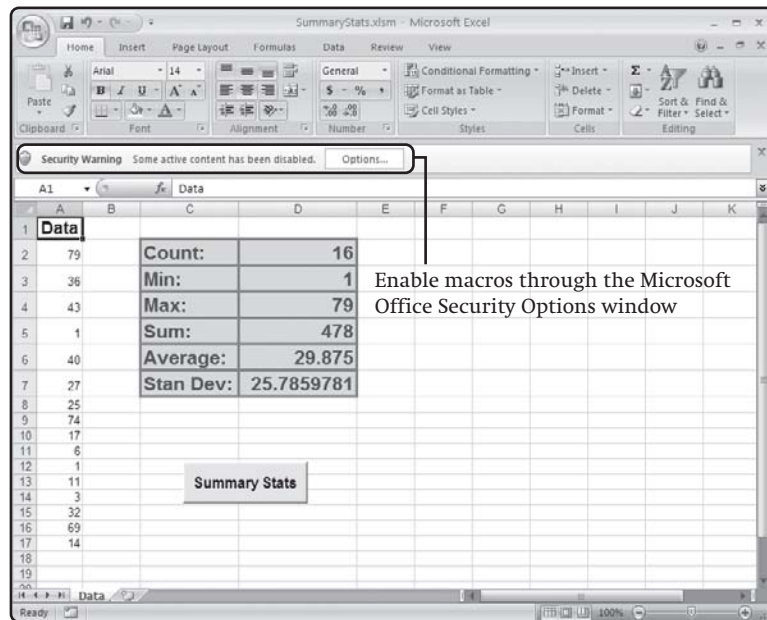 SummaryStats.xlsm - Microsoft Excel
Home Insert Page Layout Formulas Data Review View
Paste
Arial 14
B I U A A
A
General
$ % ,
Conditional Formatting
Format as Table
Cell Styles
Insert
Delete
Format
Σ
Sort & Filter
Find & Select
Clipboard Font Alignment Number Styles Cells Editing
Security Warning Some active content has been disabled. Options...
A1 fx Data
A B C D E F G H I J K
1 Data
2 79 Count: 16
3 36 Min: 1
Enable macros through the Microsoft
Office Security Options window
4 43 Max: 79
5 1 Sum: 478
6 40 Average: 29.875
7 27 Stan Dev: 25.7859781
8 25
9 74
10 17
11 6
12 1
13 11 Summary Stats
14 3
15 32
16 69
17 14
18
19
Data
Ready 100%